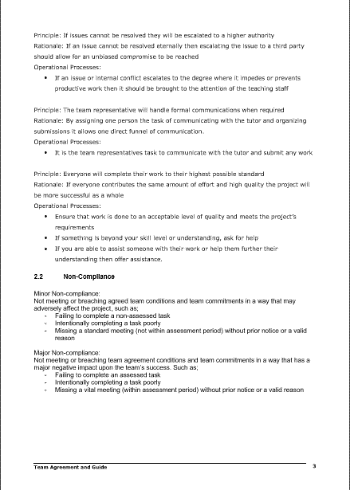 Principle: If issues cannot be resolved they will be escalated to a higher authority
Rationale: If an issue cannot be resolved eternally then escalating the issue to a third party
should allow for an unbiased compromise to be reached
Operational Processes:
• If an issue or internal conflict escalates to the degree where it impedes or prevents
productive work then it should be brought to the attention of the teaching staff
Principle: The team representative will handle formal communications when required
Rationale: By assigning one person the task of communicating with the tutor and organizing
submissions it allows one direct funnel of communication.
Operational Processes:
• It is the team representatives task to communicate with the tutor and submit any work
Principle: Everyone will complete their work to their highest possible standard
Rationale: If everyone contributes the same amount of effort and high quality the project will
be more successful as a whole
Operational Processes:
• Ensure that work is done to an acceptable level of quality and meets the project's
requirements
• If something is beyond your skill level or understanding, ask for help
• If you are able to assist someone with their work or help them further their
understanding then offer assistance.
2.2 Non-Compliance
Minor Non-compliance:
Not meeting or breaching agreed team conditions and team commitments in a way that may
adversely affect the project, such as;
- Failing to complete a non-assessed task
- Intentionally completing a task poorly
- Missing a standard meeting (not within assessment period) without prior notice or a valid
reason
Major Non-compliance:
Not meeting or breaching team agreement conditions and team commitments in a way that has a
major negative impact upon the team's success. Such as;
- Failing to complete an assessed task
- Intentionally completing a task poorly
- Missing a vital meeting (within assessment period) without prior notice or a valid reason
Team Agreement and Guide 3